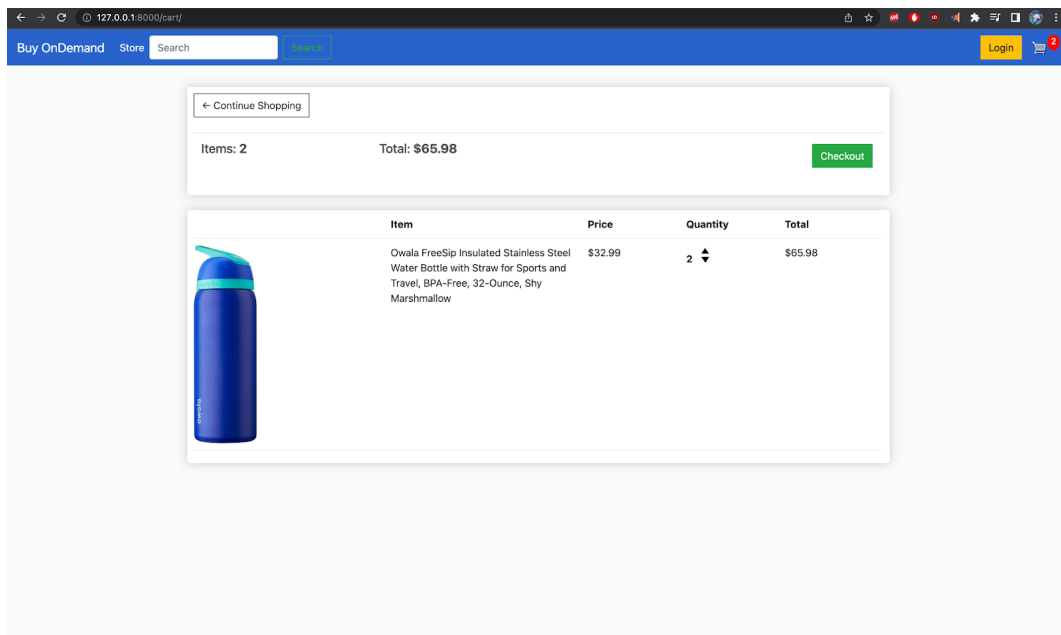 127.0.0.1:8000/cart/
Buy OnDemand Store Search Search Login 2
← Continue Shopping
Items: 2 Total: $65.98 Checkout
Item Price Quantity Total
Owala FreeSip Insulated Stainless Steel $32.99 2 $65.98
Water Bottle with Straw for Sports and
Travel, BPA-Free, 32-Ounce, Shy
Marshmallow
owala